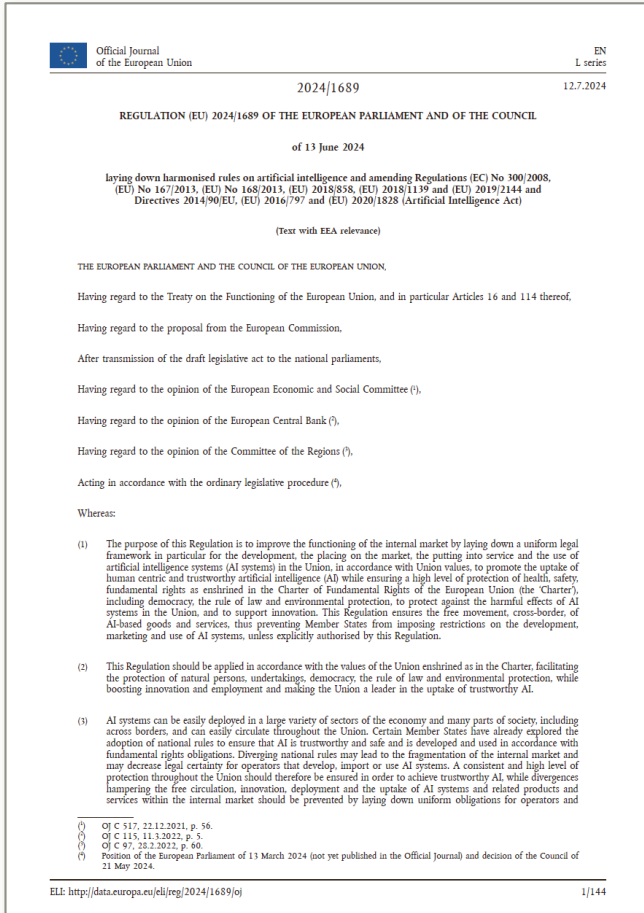 Official Journal
of the European Union
EN
L series
2024/1689
12.7.2024
REGULATION (EU) 2024/1689 OF THE EUROPEAN PARLIAMENT AND OF THE COUNCIL
of 13 June 2024
laying down harmonised rules on artificial intelligence and amending Regulations (EC) No 300/2008,
(EU) No 167/2013, (EU) No 168/2013, (EU) 2018/858, (EU) 2018/1139 and (EU) 2019/2144 and
Directives 2014/90/EU, (EU) 2016/797 and (EU) 2020/1828 (Artificial Intelligence Act)
(Text with EEA relevance)
THE EUROPEAN PARLIAMENT AND THE COUNCIL OF THE EUROPEAN UNION,
Having regard to the Treaty on the Functioning of the European Union, and in particular Articles 16 and 114 thereof,
Having regard to the proposal from the European Commission,
After transmission of the draft legislative act to the national parliaments,
Having regard to the opinion of the European Economic and Social Committee (¹),
Having regard to the opinion of the European Central Bank (²),
Having regard to the opinion of the Committee of the Regions (³),
Acting in accordance with the ordinary legislative procedure (⁴),
Whereas:
(1) The purpose of this Regulation is to improve the functioning of the internal market by laying down a uniform legal
framework in particular for the development, the placing on the market, the putting into service and the use of
artificial intelligence systems (AI systems) in the Union, in accordance with Union values, to promote the uptake of
human centric and trustworthy artificial intelligence (AI) while ensuring a high level of protection of health, safety,
fundamental rights as enshrined in the Charter of Fundamental Rights of the European Union (the ‘Charter’),
including democracy, the rule of law and environmental protection, to protect against the harmful effects of AI
systems in the Union, and to support innovation. This Regulation ensures the free movement, cross-border, of
AI-based goods and services, thus preventing Member States from imposing restrictions on the development,
marketing and use of AI systems, unless explicitly authorised by this Regulation.
(2) This Regulation should be applied in accordance with the values of the Union enshrined as in the Charter, facilitating
the protection of natural persons, undertakings, democracy, the rule of law and environmental protection, while
boosting innovation and employment and making the Union a leader in the uptake of trustworthy AI.
(3) AI systems can be easily deployed in a large variety of sectors of the economy and many parts of society, including
across borders, and can easily circulate throughout the Union. Certain Member States have already explored the
adoption of national rules to ensure that AI is trustworthy and safe and is developed and used in accordance with
fundamental rights obligations. Diverging national rules may lead to the fragmentation of the internal market and
may decrease legal certainty for operators that develop, import or use AI systems. A consistent and high level of
protection throughout the Union should therefore be ensured in order to achieve trustworthy AI, while divergences
hampering the free circulation, innovation, deployment and the uptake of AI systems and related products and
services within the internal market should be prevented by laying down uniform obligations for operators and
(¹) OJ C 517, 22.12.2021, p. 56.
(²) OJ C 115, 11.3.2022, p. 5.
(³) OJ C 97, 28.2.2022, p. 60.
(⁴) Position of the European Parliament of 13 March 2024 (not yet published in the Official Journal) and decision of the Council of
21 May 2024.
ELI: http://data.europa.eu/eli/reg/2024/1689/oj
1/144